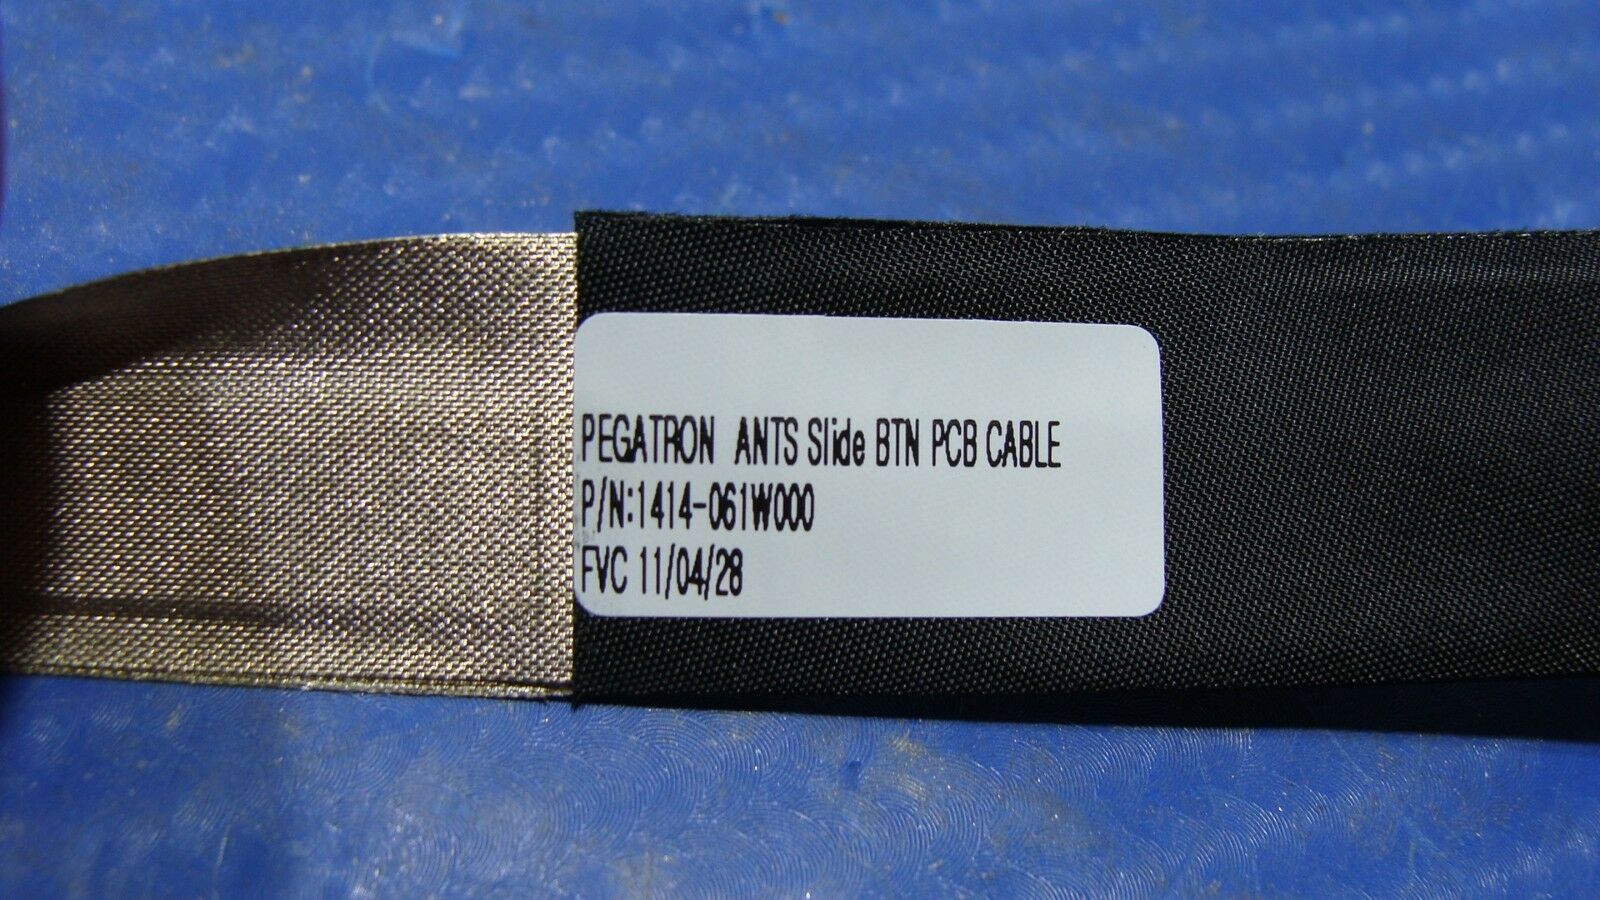 PEGATRON ANTS Slide BTN PCB CABLE
P/N:1414-061W000
FVC 11/04/28